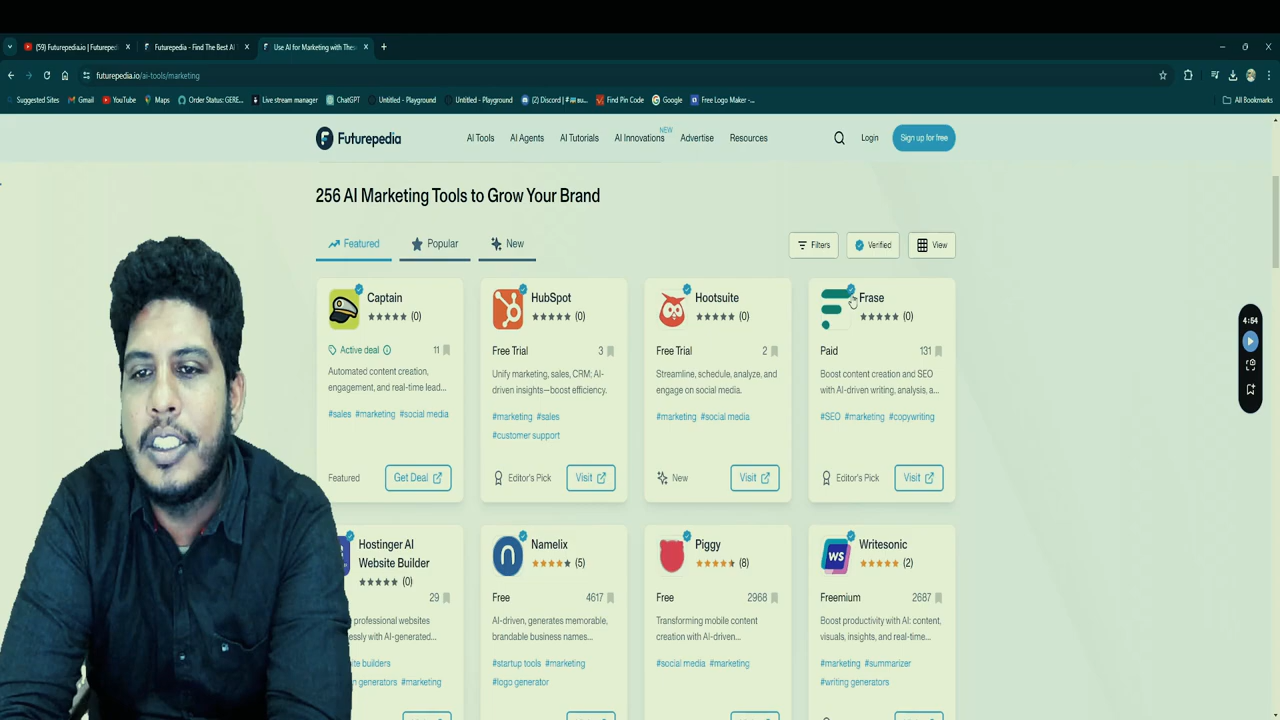 (59) Futurepedia.io | Futureped
Futurepedia - Find The Best AI
Use AI for Marketing with Thes
futurepedia.io/ai-tools/marketing
Suggested Sites
Gmail
YouTube
Maps
Order Status: GERE...
Live stream manager
ChatGPT
Untitled - Playground
Untitled - Playground
Find Pin Code
Google
Free Logo Maker -...
All Bookmarks
Futurepedia
AI Tools
AI Agents
AI Tutorials
AI Innovations
NEW
Advertise
Resources
Login
Sign up for free
256 AI Marketing Tools to Grow Your Brand
Featured
Popular
New
Filters
Verified
View
Captain
(0)
Active deal
11
Automated content creation,
engagement, and real-time lead...
#sales #marketing #social media
Featured
Get Deal
HubSpot
(0)
Free Trial
3
Unify marketing, sales, CRM; AI-
driven insights—boost efficiency.
#marketing #sales
#customer support
Editor's Pick
Visit
Hootsuite
(0)
Free Trial
2
Streamline, schedule, analyze, and
engage on social media.
#marketing #social media
New
Visit
Frase
(0)
Paid
131
Boost content creation and SEO
with AI-driven writing, analysis, a...
#SEO #marketing #copywriting
Editor's Pick
Visit
Hostinger AI
Website Builder
(0)
29
professional websites
with AI-generated...
builders
generators #marketing
Namelix
(5)
Free
4617
AI-driven, generates memorable,
brandable business names...
#startup tools #marketing
#logo generator
Piggy
(8)
Free
2968
Transforming mobile content
creation with AI-driven...
#social media #marketing
Writesonic
WS
(2)
Freemium
2687
Boost productivity with AI: content,
visuals, insights, and real-time...
#marketing #summarizer
#writing generators
4:54